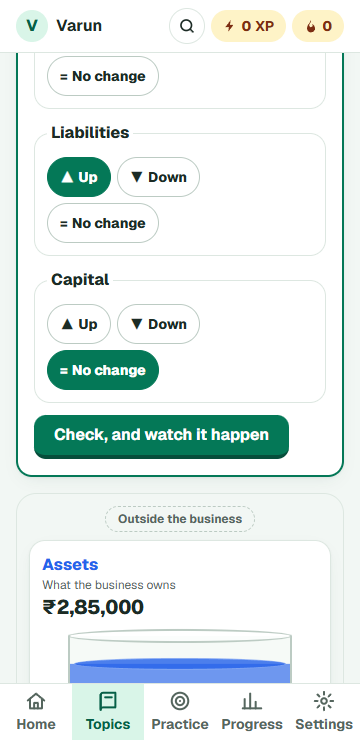 V Varun 0 XP 0
= No change
Liabilities
▲ Up ▼ Down
= No change
Capital
▲ Up ▼ Down
= No change
Check, and watch it happen
Outside the business
Assets
What the business owns
₹2,85,000
Home Topics Practice Progress Settings